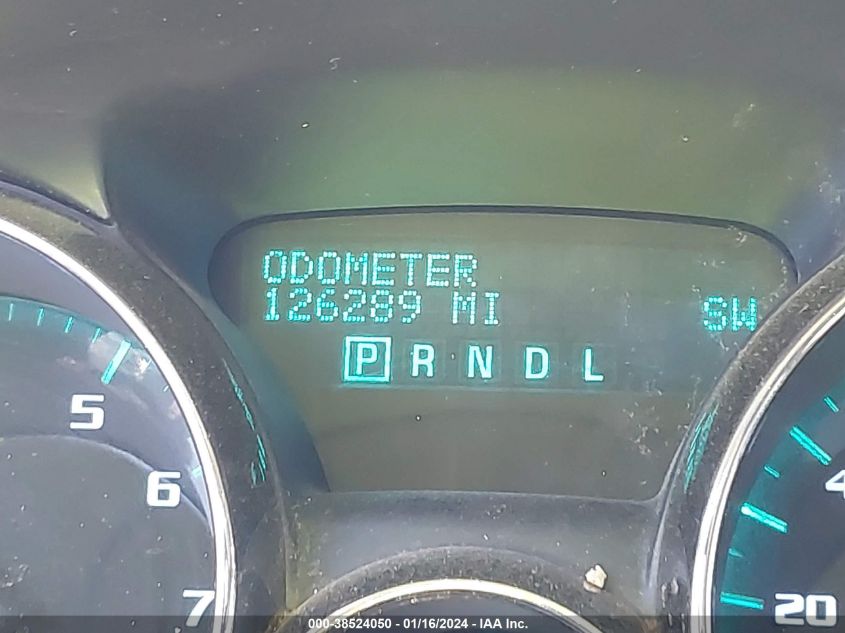 ODOMETER
126289 MI SW
P R N D L
5
6
7
4
20
000-38524050 - 01/16/2024 - IAA Inc.